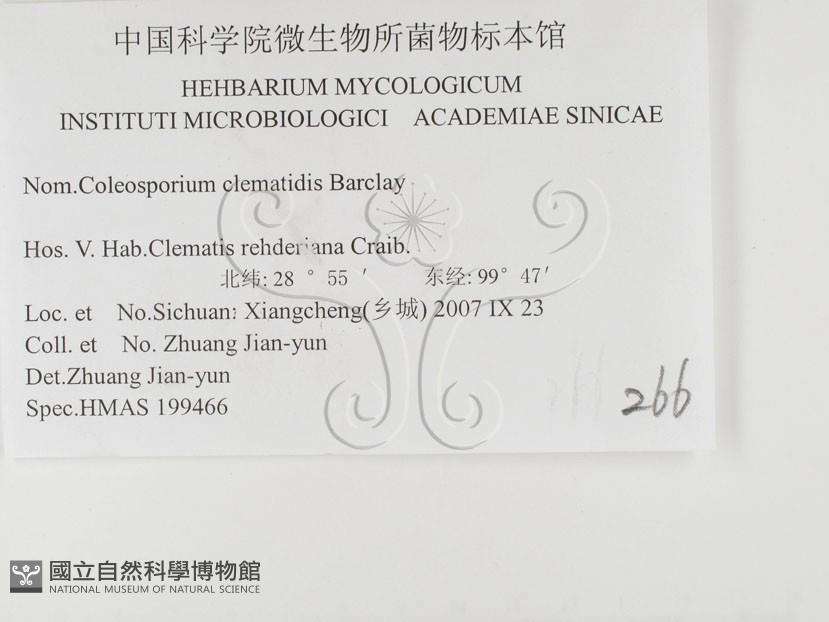 中国科学院微生物所菌物标本馆
HEHBARIUM MYCOLOGICUM
INSTITUTI MICROBIOLOGICI ACADEMIAE SINICAE
Nom.Coleosporium clematidis Barclay
Hos. V. Hab.Clematis rehderiana Craib.
北纬: 28 ° 55 ′ 东经: 99° 47′
Loc. et No.Sichuan: Xiangcheng(乡城) 2007 IX 23
Coll. et No. Zhuang Jian-yun
Det.Zhuang Jian-yun
Spec.HMAS 199466
266
國立自然科學博物館
NATIONAL MUSEUM OF NATURAL SCIENCE